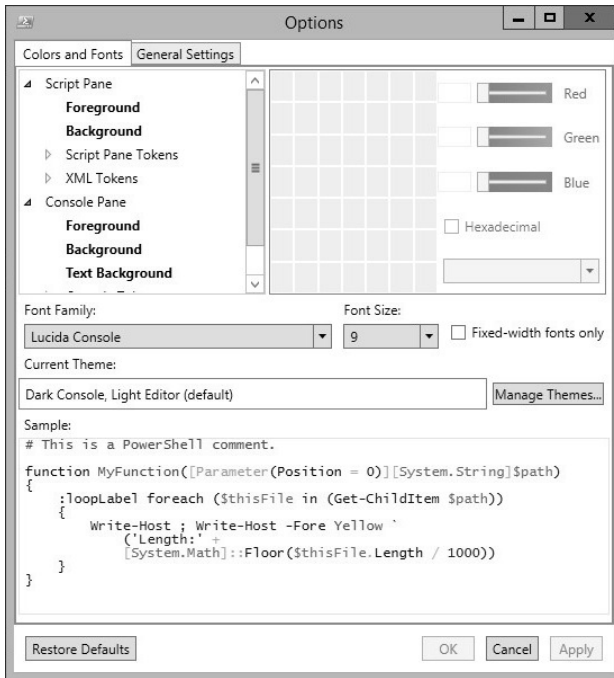 Options
Colors and Fonts General Settings
Script Pane
Foreground
Background
Script Pane Tokens
XML Tokens
Console Pane
Foreground
Background
Text Background
Red
Green
Blue
Hexadecimal
Font Family:
Font Size:
Lucida Console
9
Fixed-width fonts only
Current Theme:
Dark Console, Light Editor (default)
Manage Themes...
Sample:
# This is a PowerShell comment.
function MyFunction([Parameter(Position = 0)][System.String]$path)
{
    :loopLabel foreach ($thisFile in (Get-ChildItem $path))
    {
        Write-Host ; Write-Host -Fore Yellow `
            ('Length:' +
            [System.Math]::Floor($thisFile.Length / 1000))
    }
}
Restore Defaults
OK
Cancel
Apply